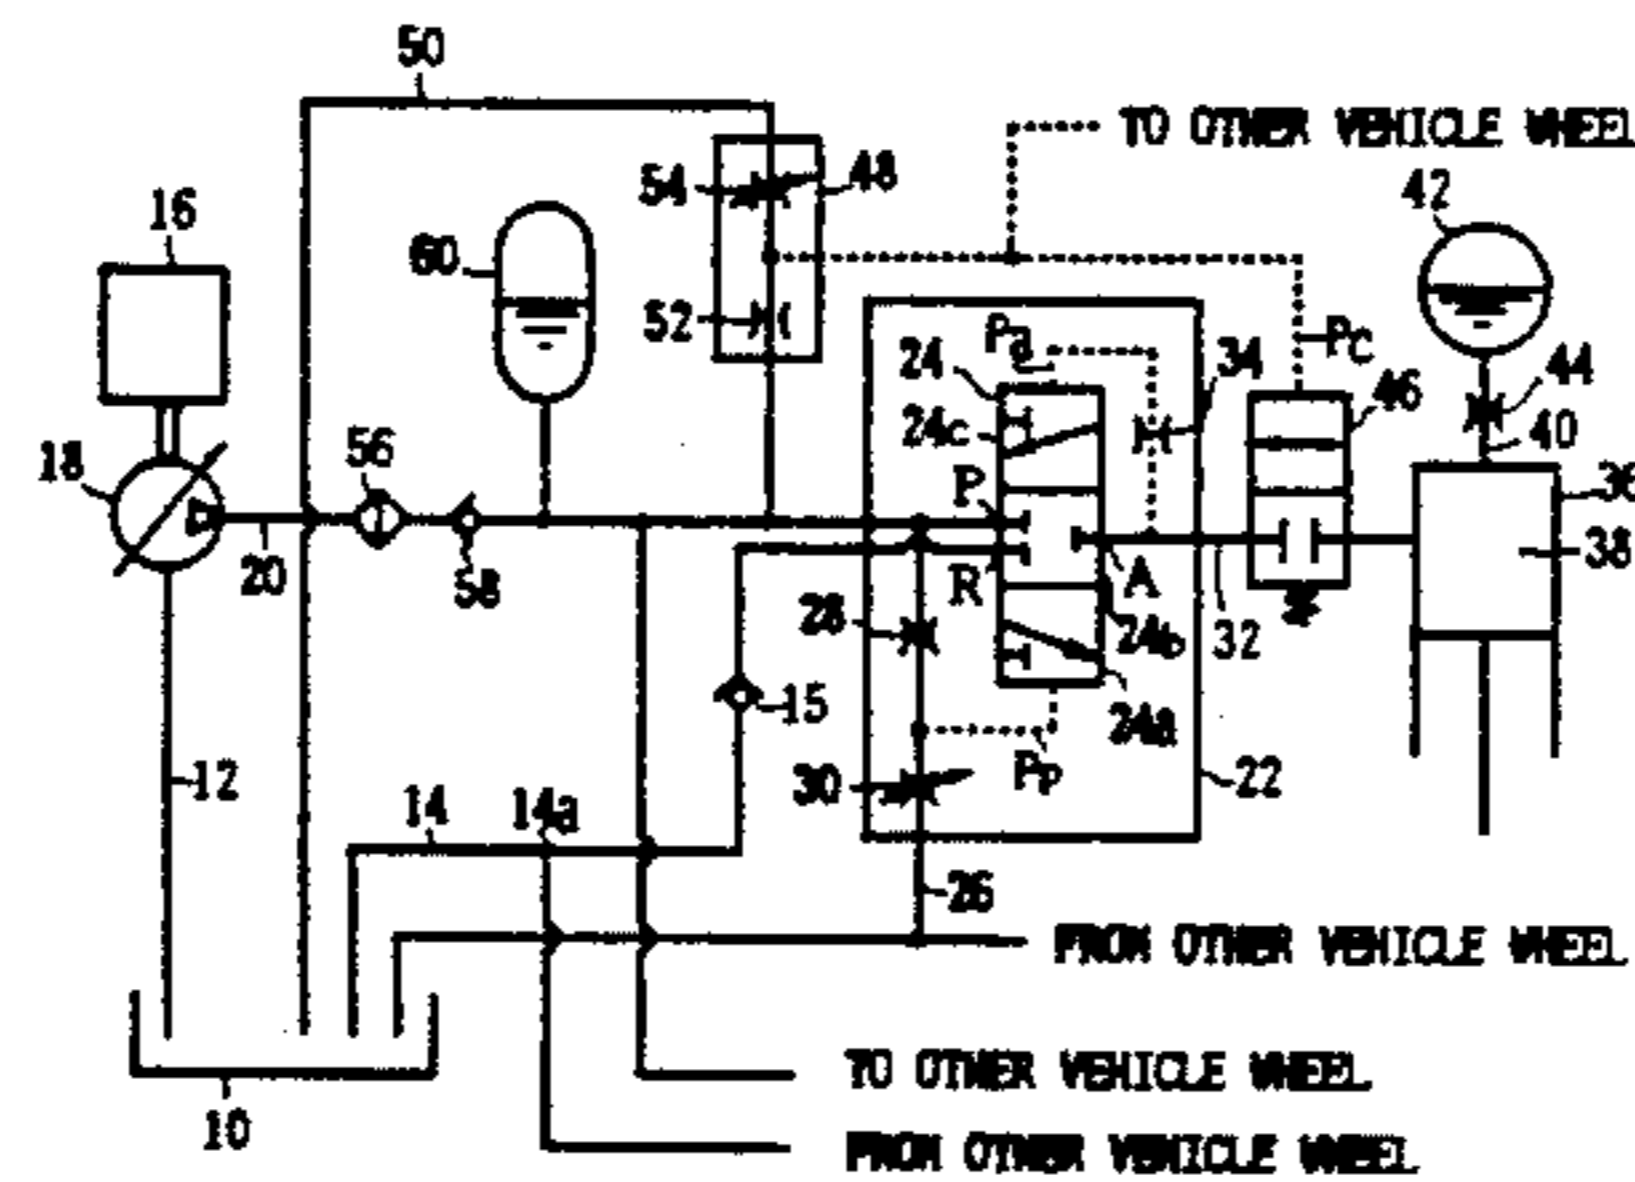 50
TO OTHER VEHICLE WHEEL
54
48
42
16
60
52
Pa
Pc
24
34
44
46
24c
40
18
56
P
36
20
58
R
A
38
28
24b
32
15
24a
30
Pp
22
12
14
14a
26
FROM OTHER VEHICLE WHEEL
TO OTHER VEHICLE WHEEL
10
FROM OTHER VEHICLE WHEEL